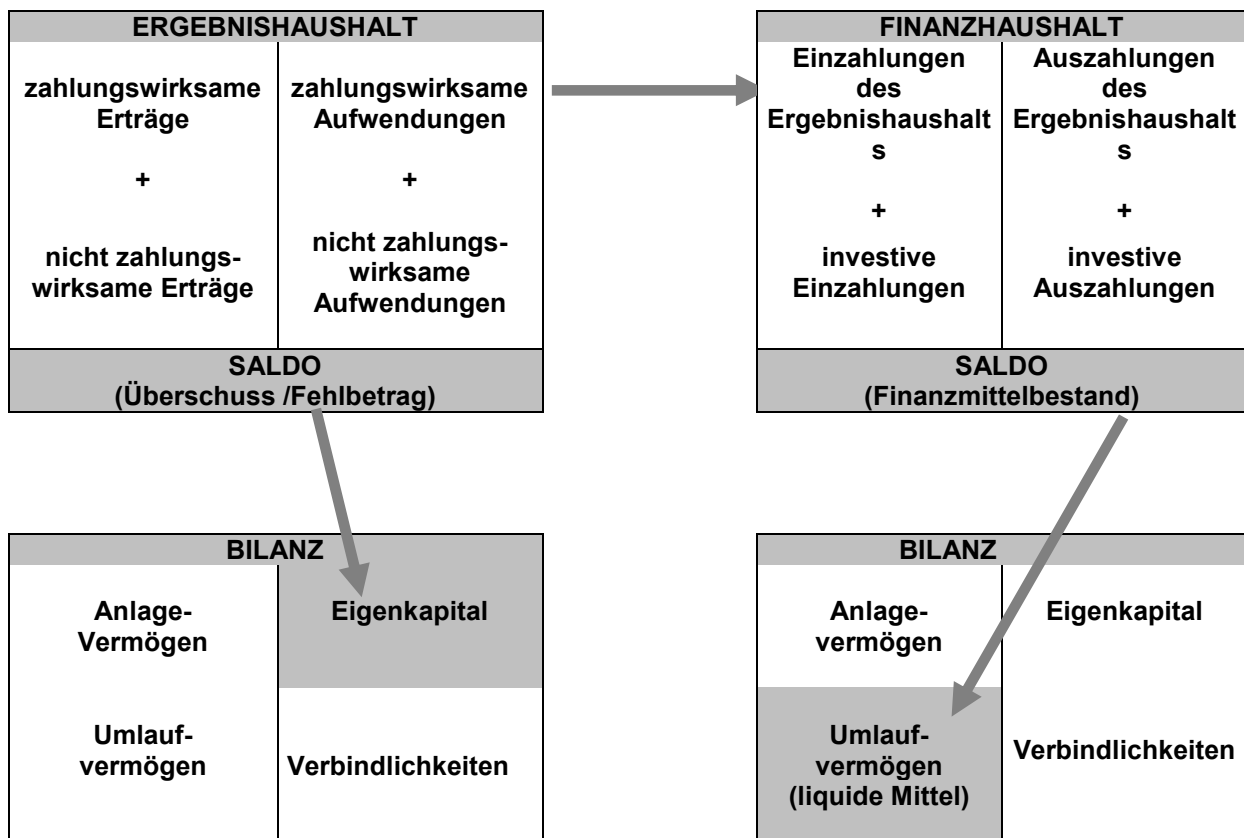 ERGEBNISHAUSHALT
zahlungswirksame
Erträge
+
nicht zahlungs-
wirksame Erträge
zahlungswirksame
Aufwendungen
+
nicht zahlungs-
wirksame
Aufwendungen
SALDO
(Überschuss /Fehlbetrag)
FINANZHAUSHALT
Einzahlungen
des
Ergebnishaushalt
s
+
investive
Einzahlungen
Auszahlungen
des
Ergebnishaushalt
s
+
investive
Auszahlungen
SALDO
(Finanzmittelbestand)
BILANZ
Anlage-
Vermögen
Umlauf-
vermögen
Eigenkapital
Verbindlichkeiten
BILANZ
Anlage-
vermögen
Umlauf-
vermögen
(liquide Mittel)
Eigenkapital
Verbindlichkeiten